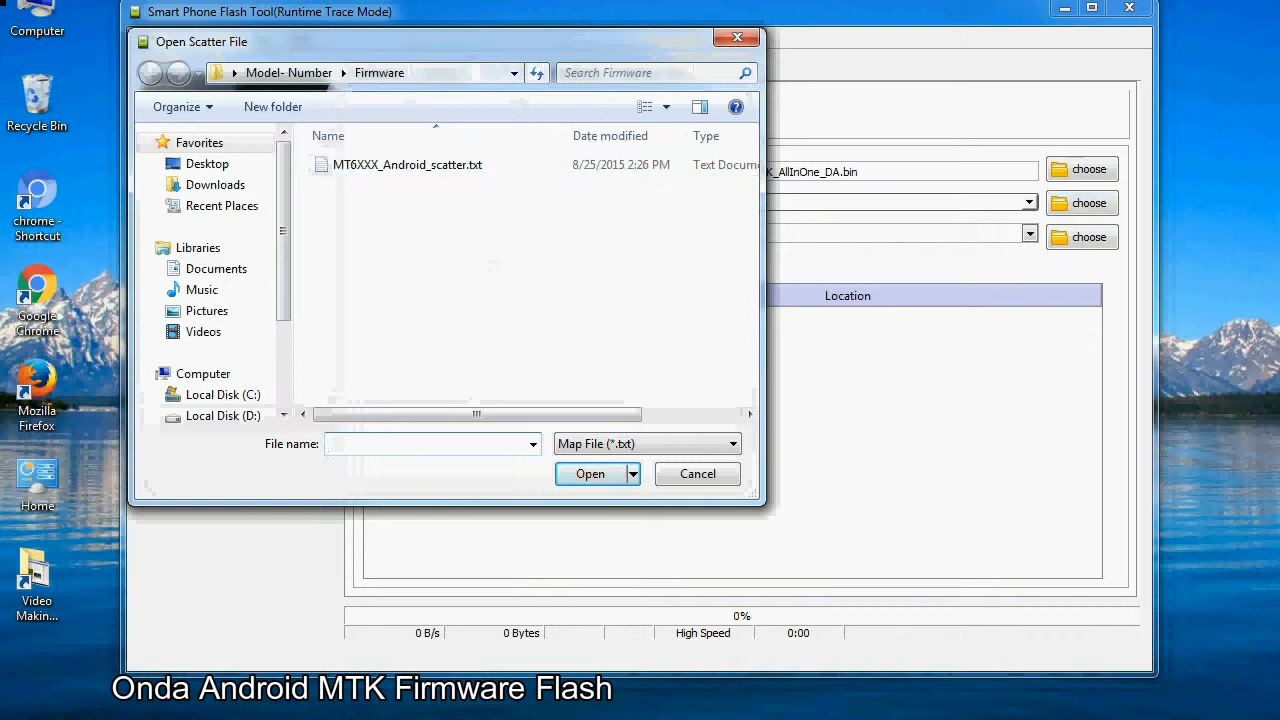 Computer
Recycle Bin
chrome -
Shortcut
Google
Chrome
Mozilla
Firefox
Home
Video
Makin...
Smart Phone Flash Tool(Runtime Trace Mode)
Open Scatter File
Model- Number
Firmware
Search Firmware
Organize
New folder
Favorites
Desktop
Downloads
Recent Places
Libraries
Documents
Music
Pictures
Videos
Computer
Local Disk (C:)
Local Disk (D:)
Name
Date modified
Type
MT6XXX_Android_scatter.txt
8/25/2015 2:26 PM
Text Docum
File name:
Map File (*.txt)
Open
Cancel
K_AllInOne_DA.bin
choose
choose
choose
Location
0%
0 B/s
0 Bytes
High Speed
0:00
Onda Android MTK Firmware Flash